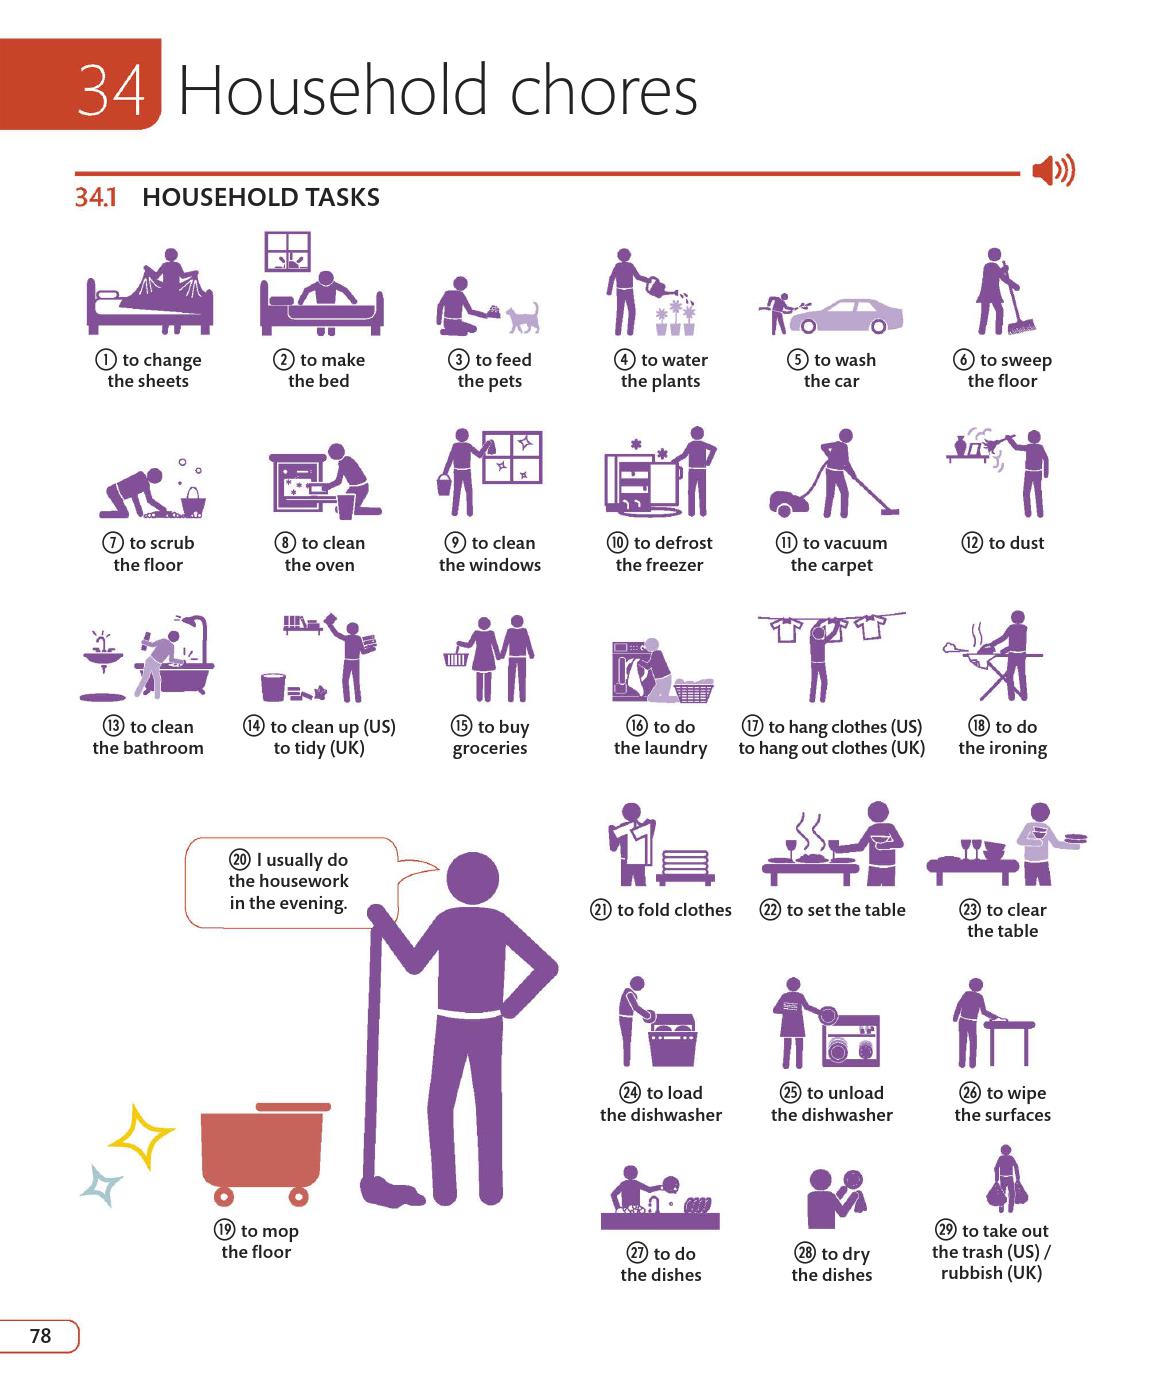 34 Household chores
34.1 HOUSEHOLD TASKS
① to change
the sheets
② to make
the bed
③ to feed
the pets
④ to water
the plants
⑤ to wash
the car
⑥ to sweep
the floor
⑦ to scrub
the floor
⑧ to clean
the oven
⑨ to clean
the windows
⑩ to defrost
the freezer
⑪ to vacuum
the carpet
⑫ to dust
⑬ to clean
the bathroom
⑭ to clean up (US)
to tidy (UK)
⑮ to buy
groceries
⑯ to do
the laundry
⑰ to hang clothes (US)
to hang out clothes (UK)
⑱ to do
the ironing
⑲ to mop
the floor
⑳ I usually do
the housework
in the evening.
㉑ to fold clothes
㉒ to set the table
㉓ to clear
the table
㉔ to load
the dishwasher
㉕ to unload
the dishwasher
㉖ to wipe
the surfaces
㉗ to do
the dishes
㉘ to dry
the dishes
㉙ to take out
the trash (US) /
rubbish (UK)
78